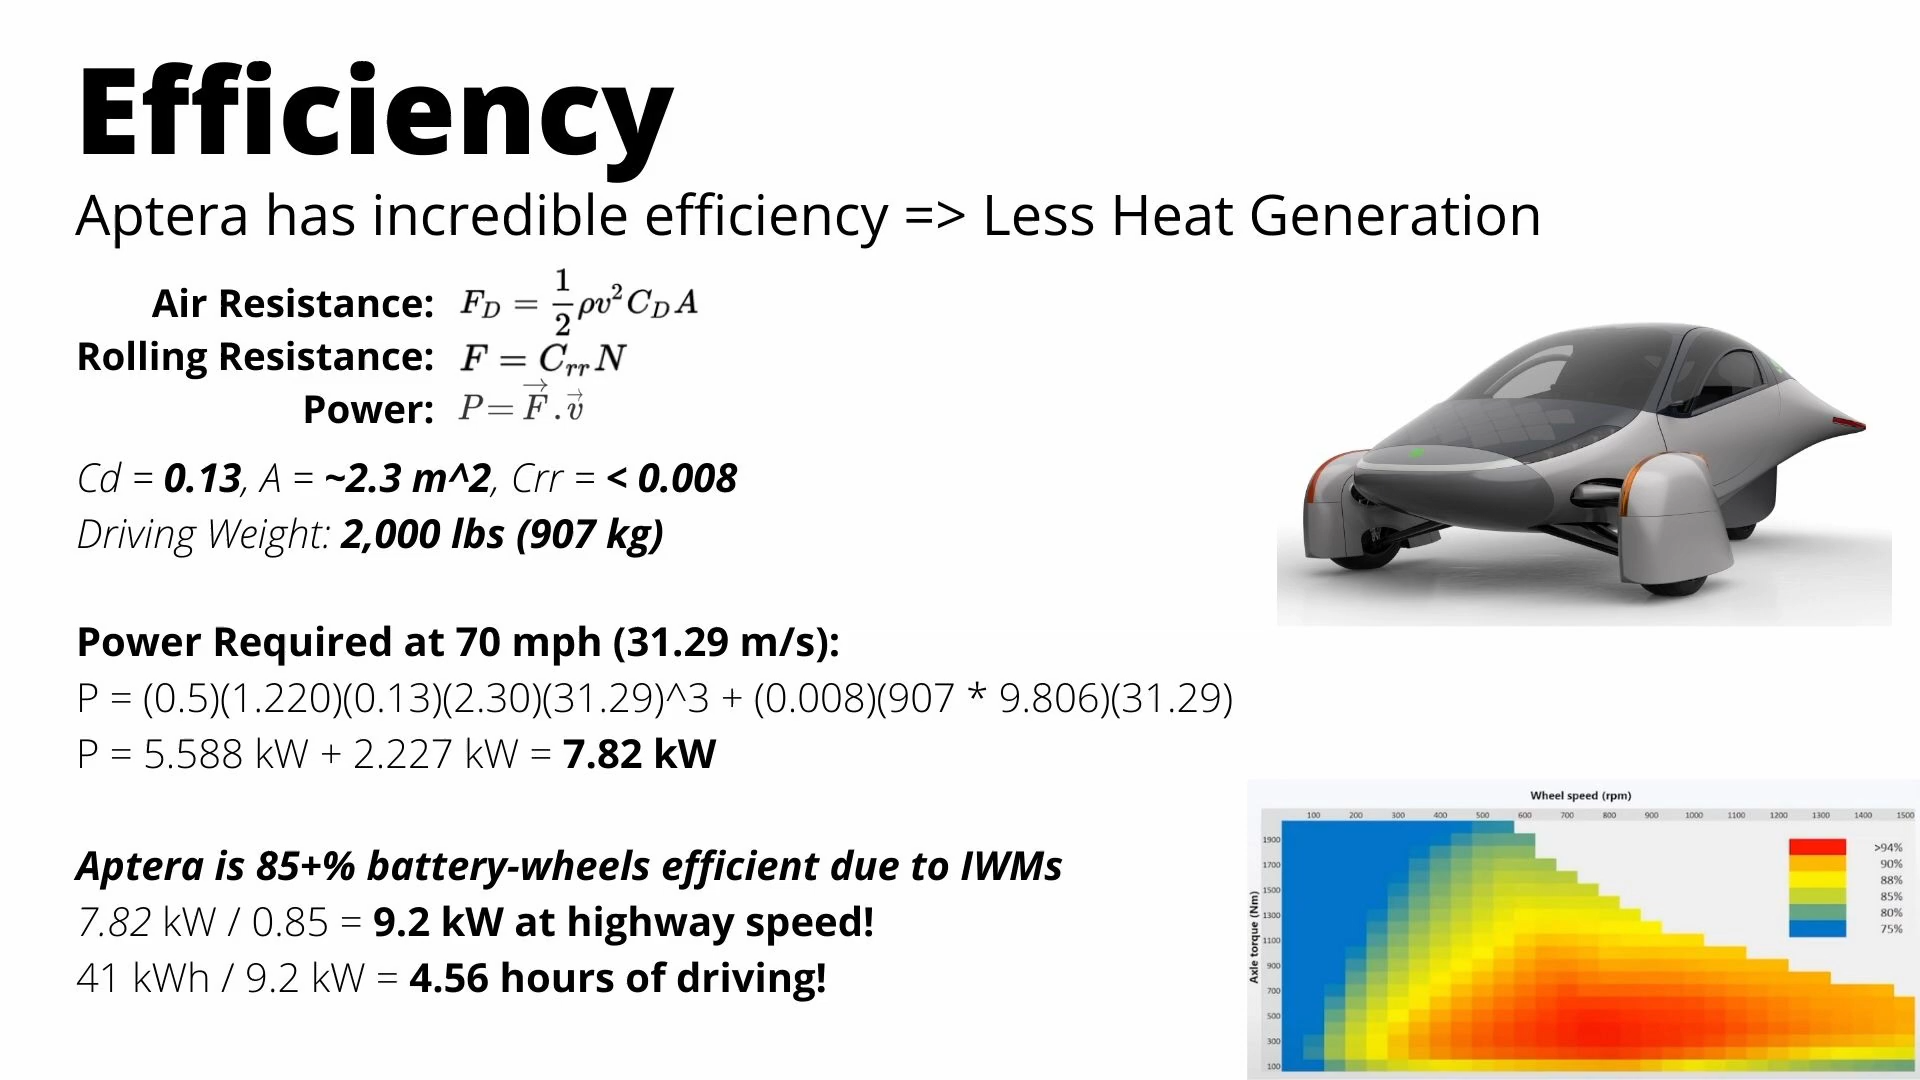 Efficiency
Aptera has incredible efficiency => Less Heat Generation
Air Resistance: F_D = 1/2 ρv²C_D A
Rolling Resistance: F = C_rr N
Power: P = F⃗ . v⃗
Cd = 0.13, A = ~2.3 m^2, Crr = < 0.008
Driving Weight: 2,000 lbs (907 kg)
Power Required at 70 mph (31.29 m/s):
P = (0.5)(1.220)(0.13)(2.30)(31.29)^3 + (0.008)(907 * 9.806)(31.29)
P = 5.588 kW + 2.227 kW = 7.82 kW
Aptera is 85+% battery-wheels efficient due to IWMs
7.82 kW / 0.85 = 9.2 kW at highway speed!
41 kWh / 9.2 kW = 4.56 hours of driving!
Wheel speed (rpm)
100 200 300 400 500 600 700 800 900 1000 1100 1200 1300 1400 1500
Axle torque (Nm)
1900
1700
1500
1300
1100
900
700
500
300
100
>94%
90%
88%
85%
80%
75%